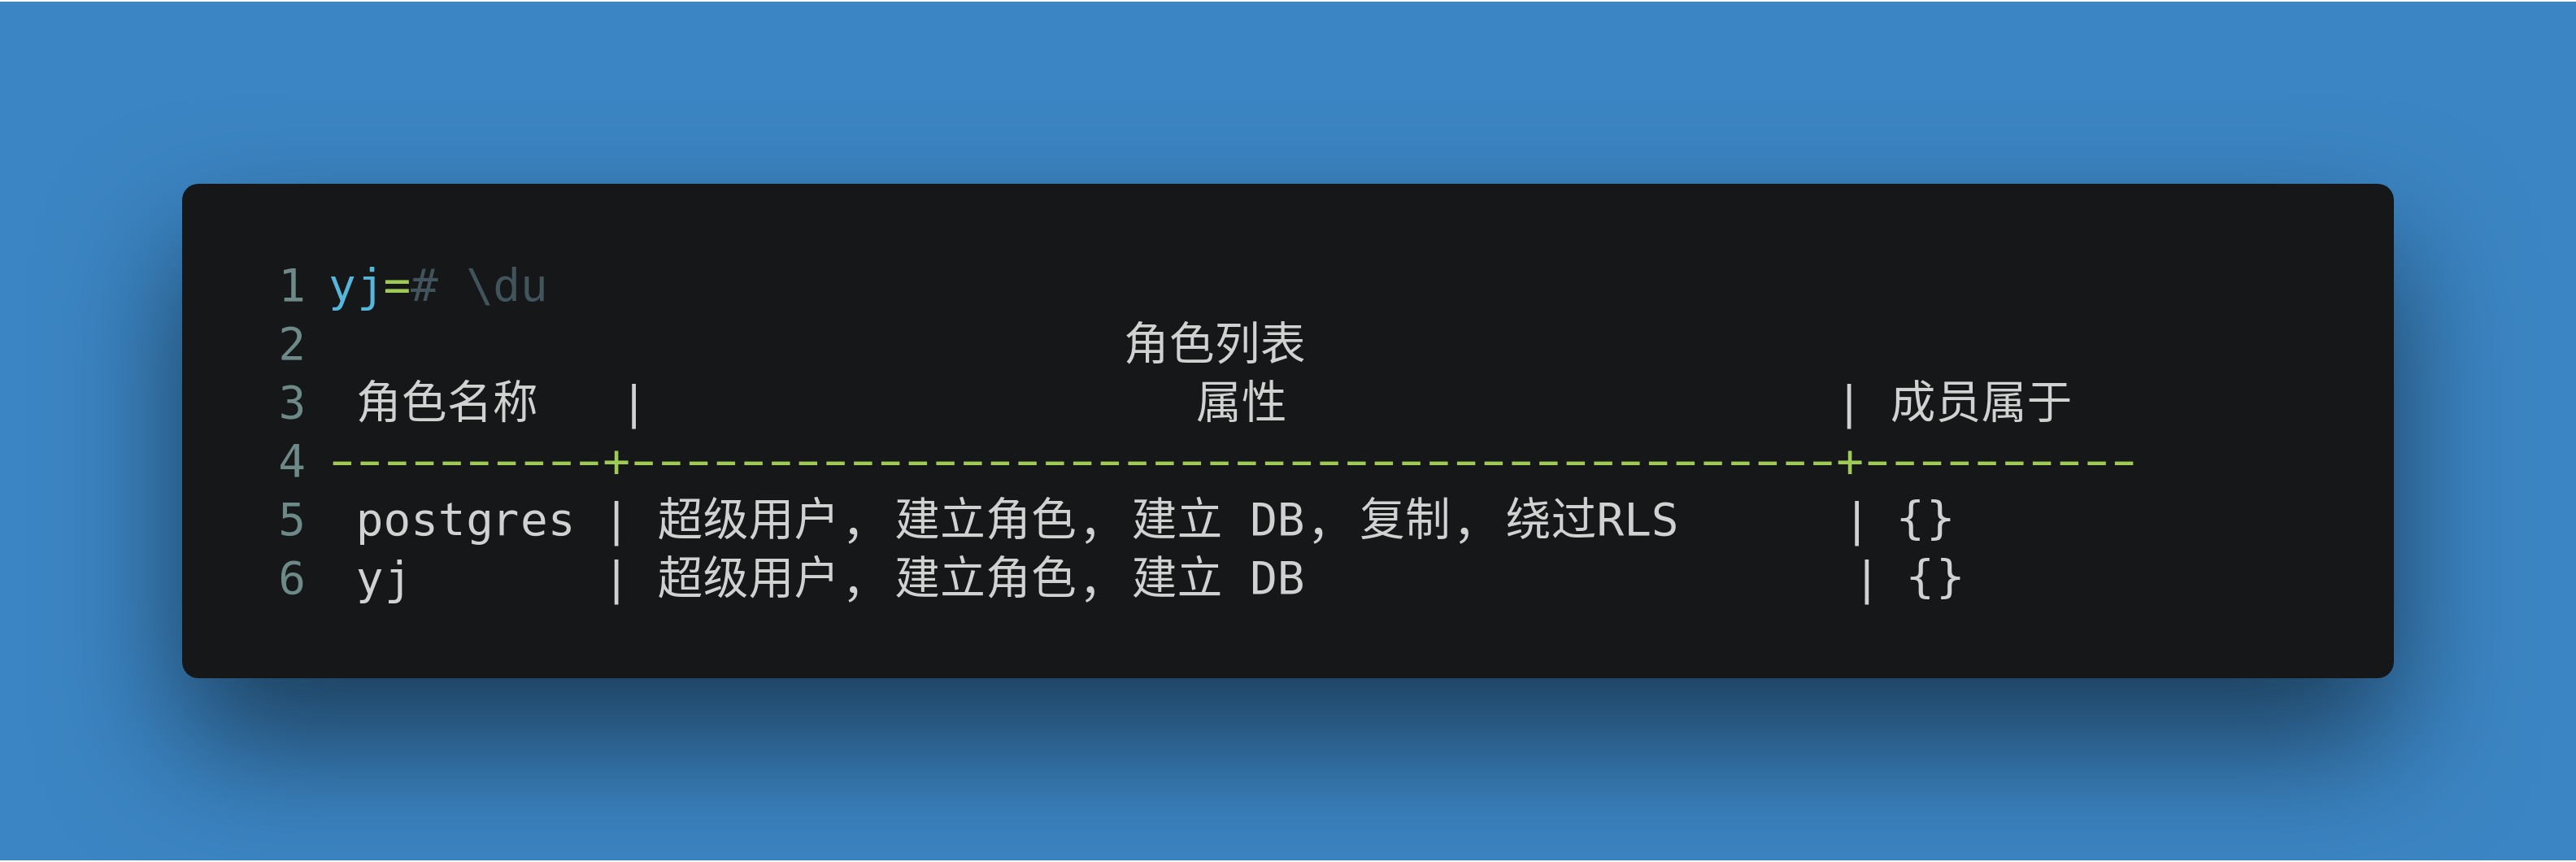 1 yj=# \du
2                              角色列表
3  角色名称   |                     属性                     | 成员属于
4 ----------+--------------------------------------------+----------
5  postgres | 超级用户, 建立角色, 建立 DB, 复制, 绕过RLS      | {}
6  yj       | 超级用户, 建立角色, 建立 DB                    | {}